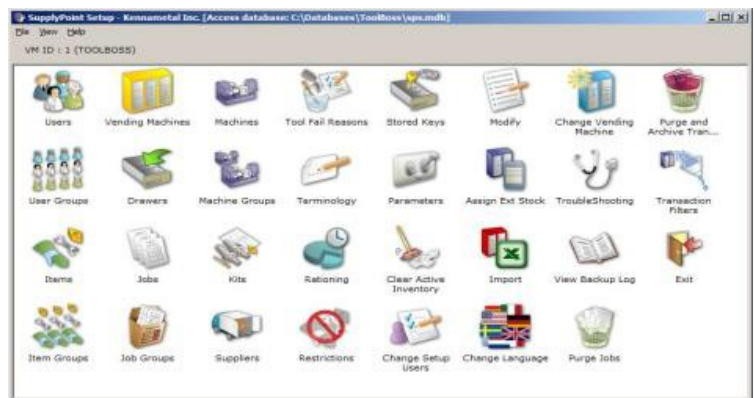 SupplyPoint Setup - Kennametal Inc. [Access database: C:\Databases\ToolBoss\sps.mdb]
File View Help
VM ID : 1 (TOOLBOSS)
Users Vending Machines Machines Tool Fail Reasons Stored Keys Modify Change Vending Machine Purge and Archive Tran...
User Groups Drawers Machine Groups Terminology Parameters Assign Ext Stock TroubleShooting Transaction Filters
Items Jobs Kits Rationing Clear Active Inventory Import View Backup Log Exit
Item Groups Job Groups Suppliers Restrictions Change Setup Users Change Language Purge Jobs